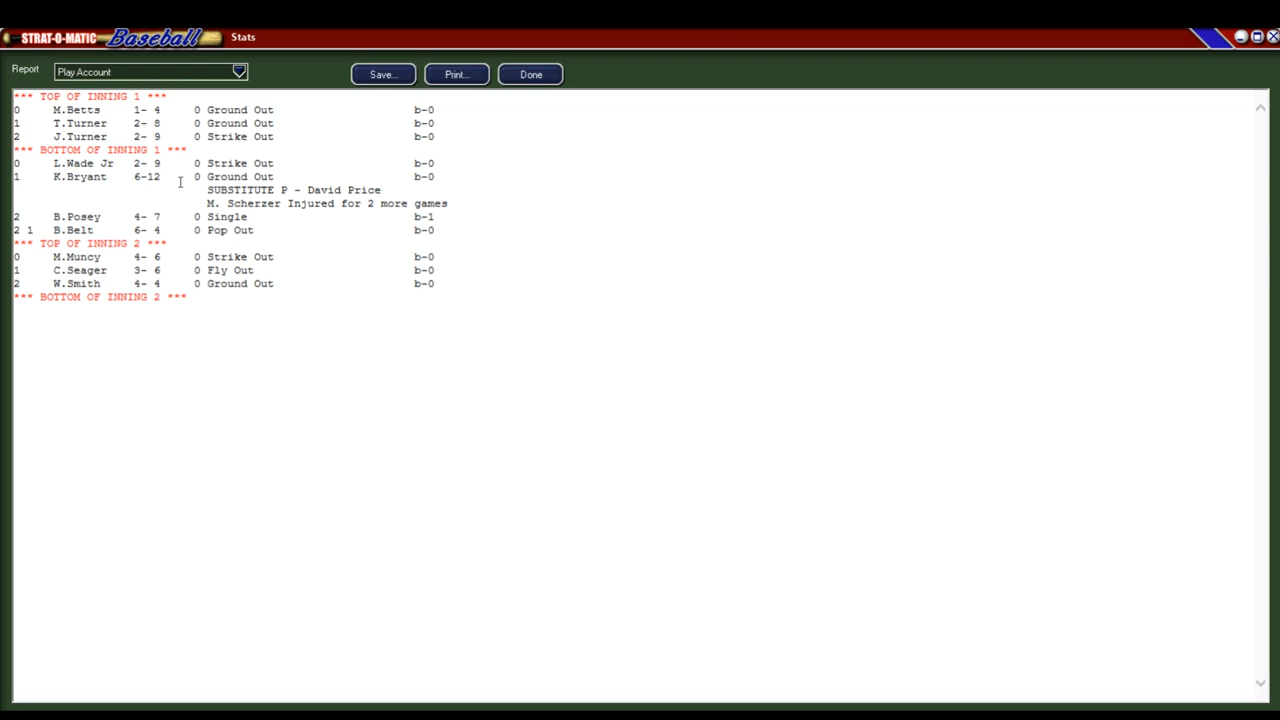 STRAT-O-MATIC Baseball Stats
Report Play Account Save... Print... Done
*** TOP OF INNING 1 ***
0 M.Betts 1- 4 0 Ground Out b-0
1 T.Turner 2- 8 0 Ground Out b-0
2 J.Turner 2- 9 0 Strike Out b-0
*** BOTTOM OF INNING 1 ***
0 L.Wade Jr 2- 9 0 Strike Out b-0
1 K.Bryant 6-12 0 Ground Out b-0
SUBSTITUTE P - David Price
M. Scherzer Injured for 2 more games
2 B.Posey 4- 7 0 Single b-1
2 1 B.Belt 6- 4 0 Pop Out b-0
*** TOP OF INNING 2 ***
0 M.Muncy 4- 6 0 Strike Out b-0
1 C.Seager 3- 6 0 Fly Out b-0
2 W.Smith 4- 4 0 Ground Out b-0
*** BOTTOM OF INNING 2 ***